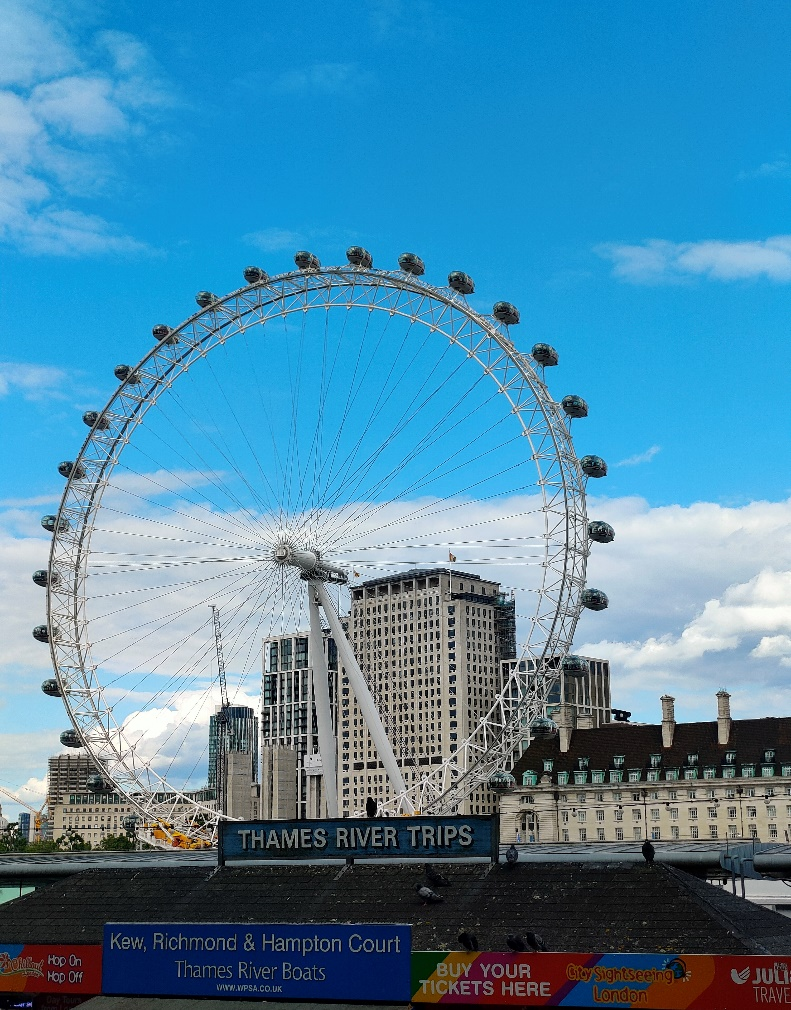 THAMES RIVER TRIPS
Kew, Richmond & Hampton Court
Thames River Boats
WWW.WPSA.CO.UK
Hop On
Hop Off
BUY YOUR
TICKETS HERE
City Sightseeing
London
JULI
TRAVE